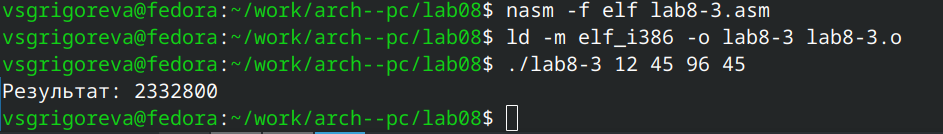 vsgrigoreva@fedora:~/work/arch--pc/lab08$ nasm -f elf lab8-3.asm
vsgrigoreva@fedora:~/work/arch--pc/lab08$ ld -m elf_i386 -o lab8-3 lab8-3.o
vsgrigoreva@fedora:~/work/arch--pc/lab08$ ./lab8-3 12 45 96 45
Результат: 2332800
vsgrigoreva@fedora:~/work/arch--pc/lab08$